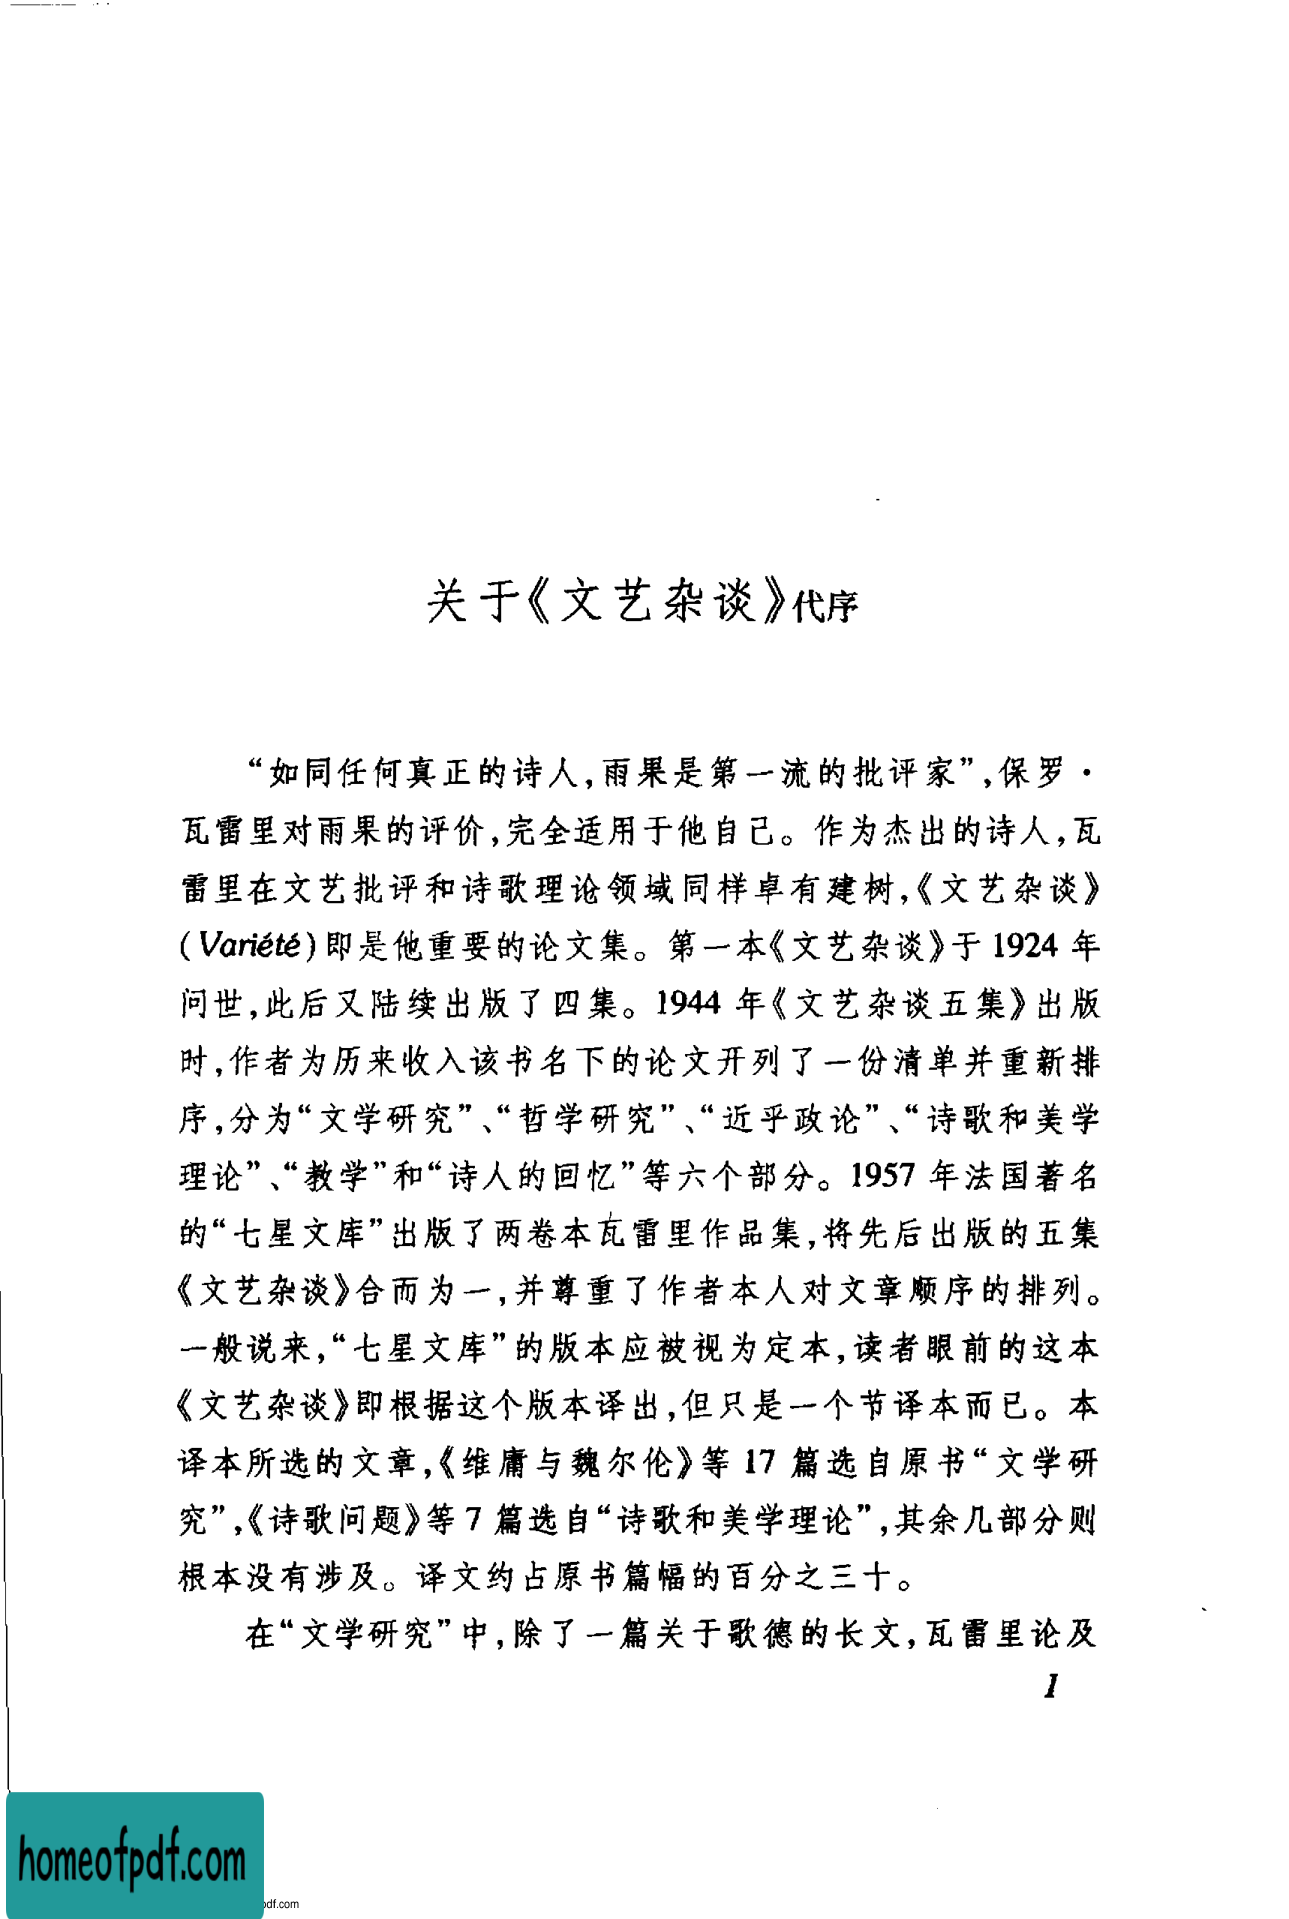 关于《文艺杂谈》代序
“如同任何真正的诗人,雨果是第一流的批评家”,保罗·
瓦雷里对雨果的评价,完全适用于他自己。作为杰出的诗人,瓦
雷里在文艺批评和诗歌理论领域同样卓有建树,《文艺杂谈》
(Variété)即是他重要的论文集。第一本《文艺杂谈》于 1924 年
问世,此后又陆续出版了四集。1944 年《文艺杂谈五集》出版
时,作者为历来收入该书名下的论文开列了一份清单并重新排
序,分为“文学研究”、“哲学研究”、“近乎政论”、“诗歌和美学
理论”、“教学”和“诗人的回忆”等六个部分。1957 年法国著名
的“七星文库”出版了两卷本瓦雷里作品集,将先后出版的五集
《文艺杂谈》合而为一,并尊重了作者本人对文章顺序的排列。
一般说来,“七星文库”的版本应被视为定本,读者眼前的这本
《文艺杂谈》即根据这个版本译出,但只是一个节译本而已。本
译本所选的文章,《维庸与魏尔伦》等 17 篇选自原书“文学研
究”,《诗歌问题》等 7 篇选自“诗歌和美学理论”,其余几部分则
根本没有涉及。译文约占原书篇幅的百分之三十。
在“文学研究”中,除了一篇关于歌德的长文,瓦雷里论及
1
homeofpdf.com
pdf.com